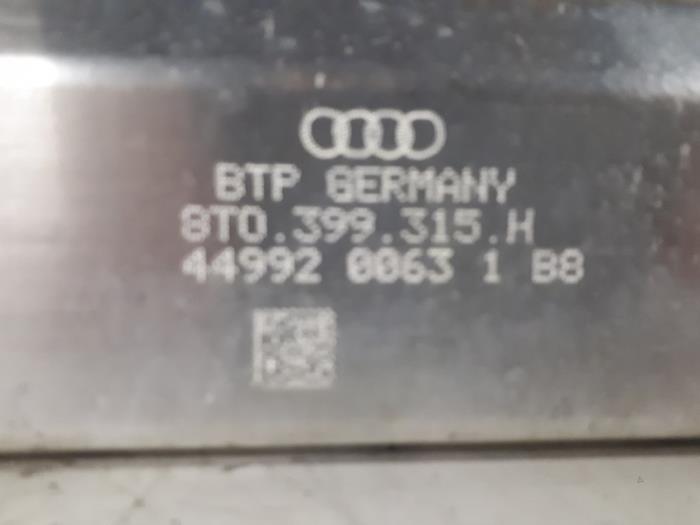 BTP GERMANY
8T0.399.315.H
44992 0063 1 B8